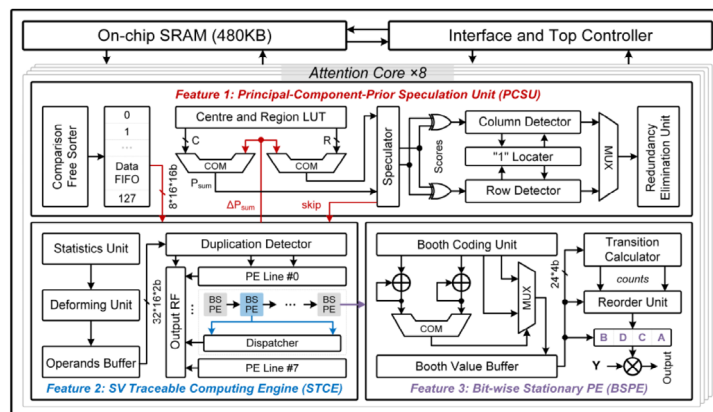 On-chip SRAM (480KB)
Interface and Top Controller
Attention Core ×8
Feature 1: Principal-Component-Prior Speculation Unit (PCSU)
Comparison
Free Sorter
0
1
...
Data
FIFO
...
127
8*16*16b
Centre and Region LUT
C
R
COM
COM
Psum
ΔPsum
skip
Speculator
Scores
Column Detector
"1" Locater
Row Detector
MUX
Redundancy
Elimination Unit
Statistics Unit
Deforming Unit
Operands Buffer
32*16*2b
Duplication Detector
Output RF
PE Line #0
...
BS
PE
BS
PE
...
BS
PE
Dispatcher
PE Line #7
Feature 2: SV Traceable Computing Engine (STCE)
Booth Coding Unit
COM
MUX
Booth Value Buffer
24*4b
Transition
Calculator
counts
Reorder Unit
B D C A
Y
Output
Feature 3: Bit-wise Stationary PE (BSPE)